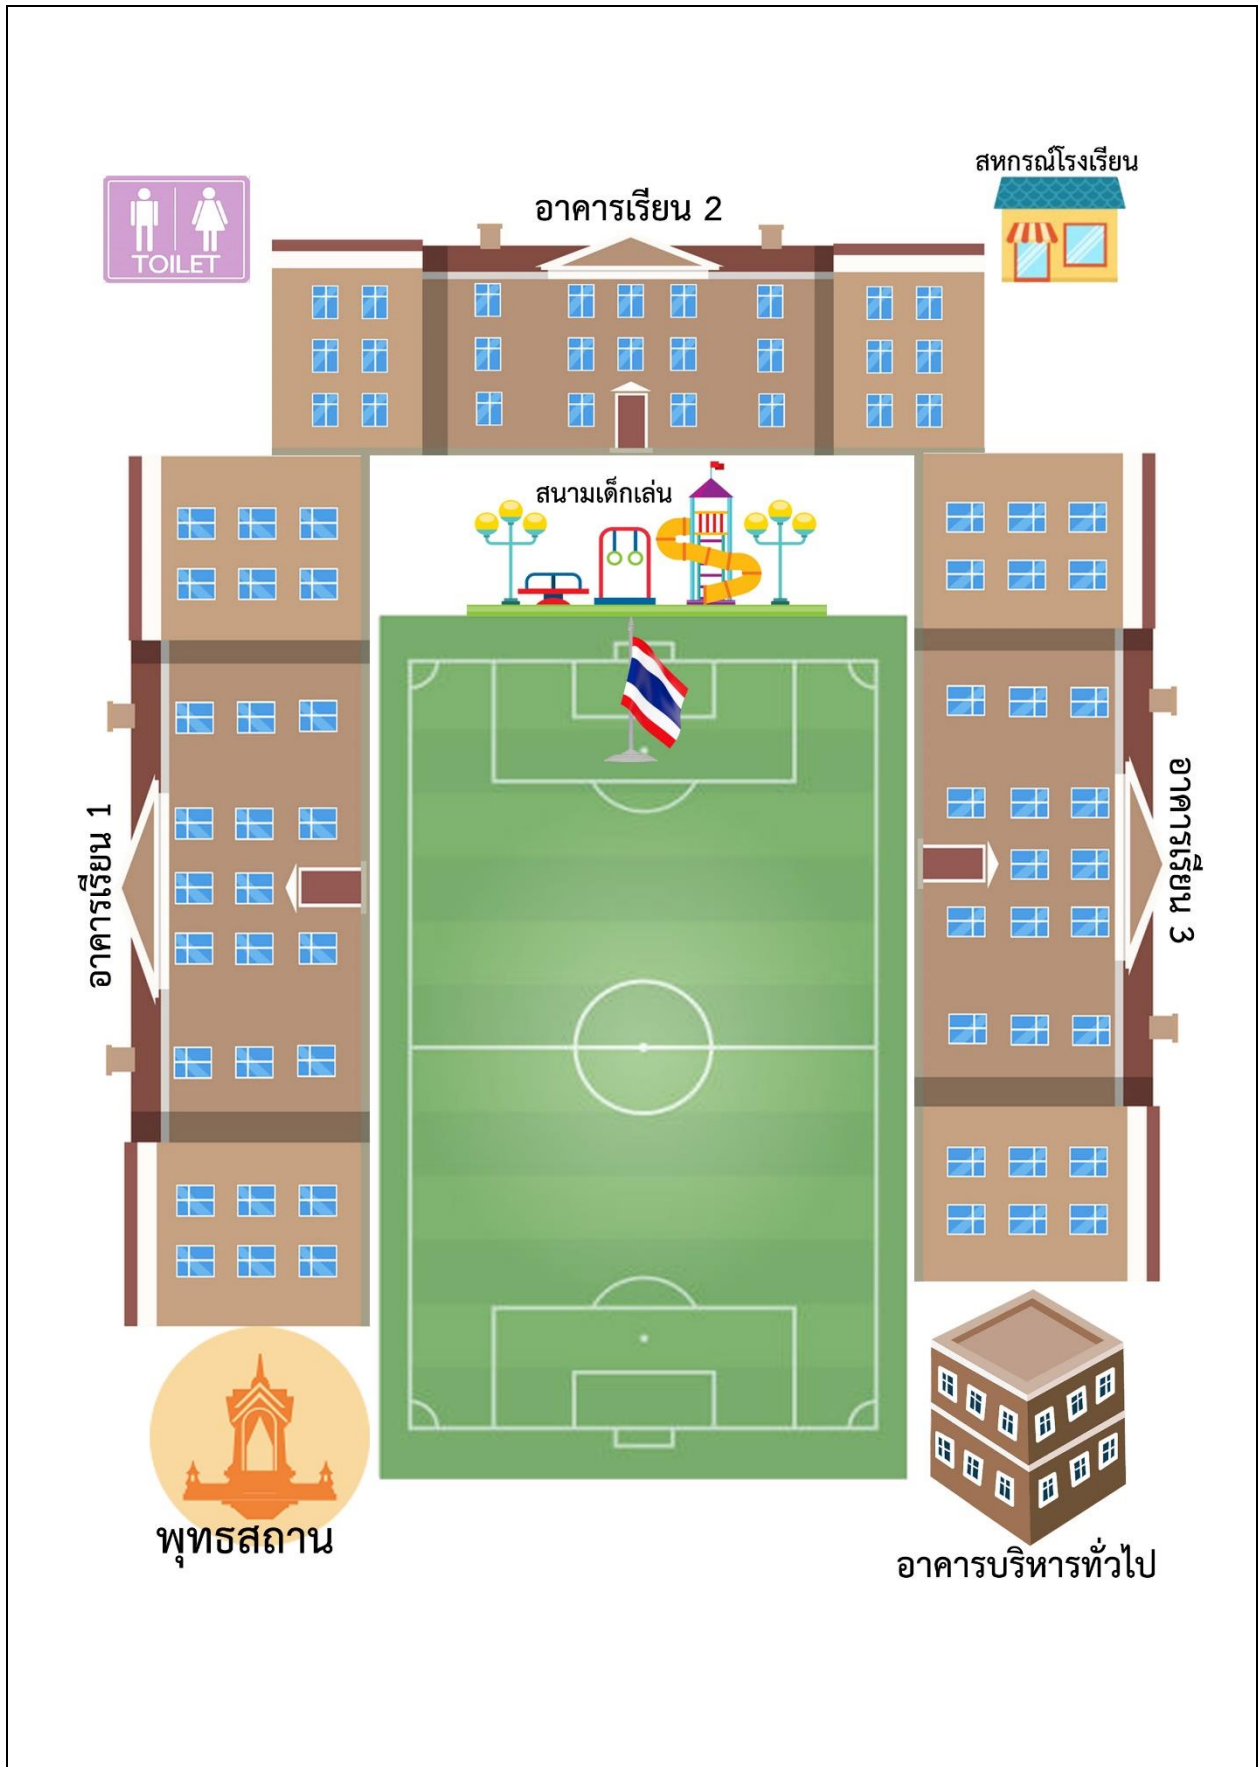 สหกรณ์โรงเรียน
อาคารเรียน 2
TOILET
สนามเด็กเล่น
อาคารเรียน 1
อาคารเรียน 3
พุทธสถาน
อาคารบริหารทั่วไป